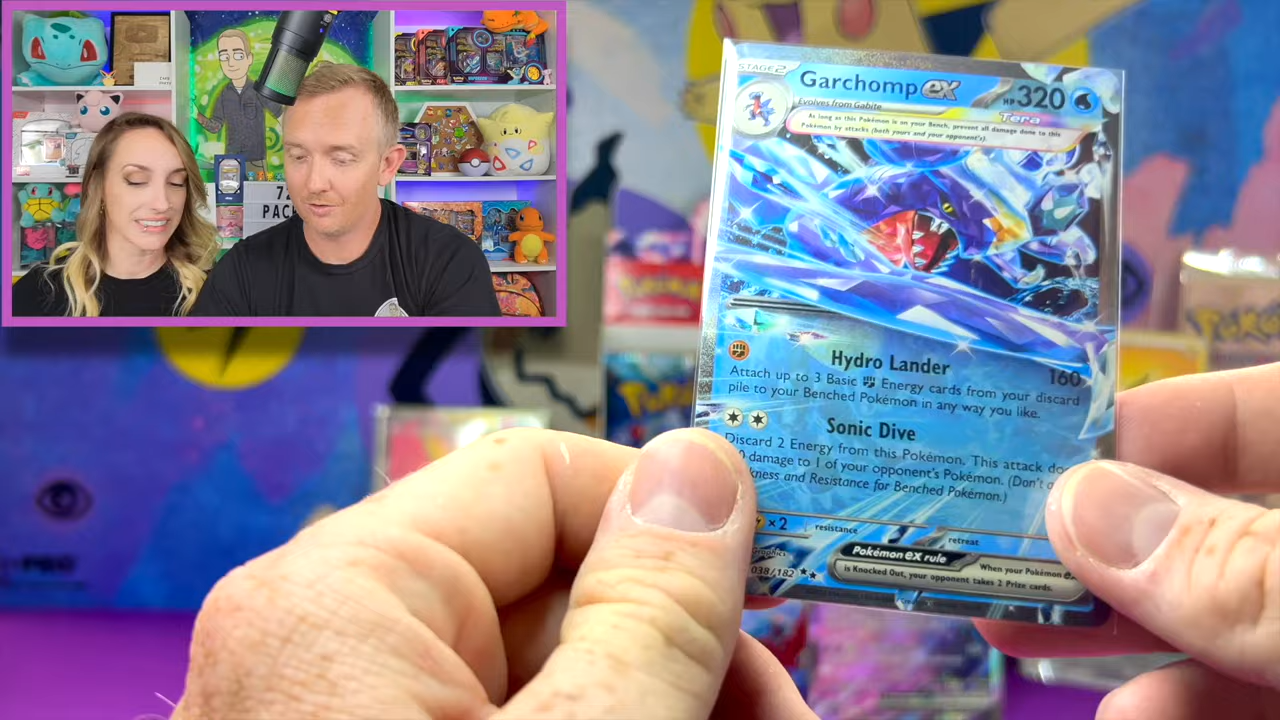 STAGE2
Garchomp ex
HP 320
Evolves from Gabite
Tera
As long as this Pokémon is on your Bench, prevent all damage done to this
Pokémon by attacks (both yours and your opponent's).
72
PACK
Hydro Lander
160
Attach up to 3 Basic Energy cards from your discard
pile to your Benched Pokémon in any way you like.
Sonic Dive
Discard 2 Energy from this Pokémon. This attack do
0 damage to 1 of your opponent's Pokémon. (Don't
kness and Resistance for Benched Pokémon.)
×2
resistance
retreat
Pokémon ex rule
When your Pokémon
is Knocked Out, your opponent takes 2 Prize cards.
038/182